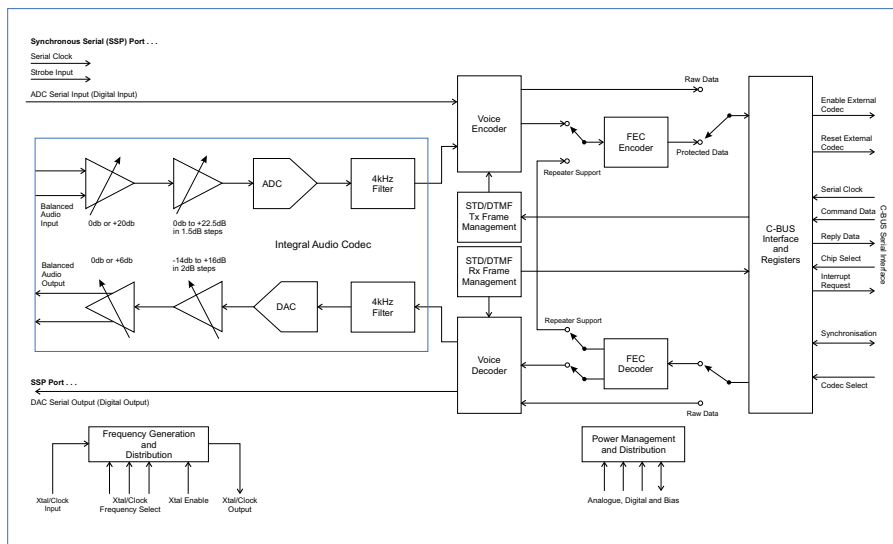 Synchronous Serial (SSP) Port . . .
Serial Clock
Strobe Input
ADC Serial Input (Digital Input)
Voice
Encoder
Raw Data
FEC
Encoder
Protected Data
Repeater Support
Enable External
Codec
Reset External
Codec
Balanced
Audio
Input
0db or +20db
0db to +22.5dB
in 1.5dB steps
ADC
4kHz
Filter
Integral Audio Codec
STD/DTMF
Tx Frame
Management
STD/DTMF
Rx Frame
Management
C-BUS
Interface
and
Registers
Serial Clock
Command Data
Reply Data
Chip Select
Interrupt
Request
C-BUS Serial Interface
Balanced
Audio
Output
0db or +6db
-14db to +16dB
in 2dB steps
DAC
4kHz
Filter
Voice
Decoder
Repeater Support
FEC
Decoder
Raw Data
Synchronisation
Codec Select
SSP Port . . .
DAC Serial Output (Digital Output)
Frequency Generation
and
Distribution
Xtal/Clock
Input
Xtal/Clock
Frequency Select
Xtal Enable
Xtal/Clock
Output
Power Management
and Distribution
Analogue, Digital and Bias